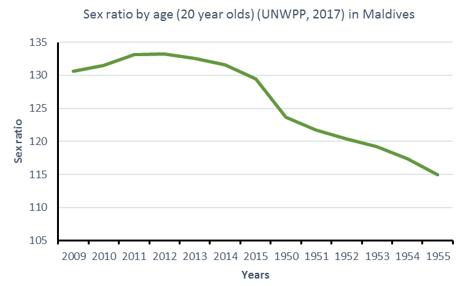 Sex ratio by age (20 year olds) (UNWPP, 2017) in Maldives
135
130
125
120
115
110
105
Sex ratio
2009 2010 2011 2012 2013 2014 2015 1950 1951 1952 1953 1954 1955
Years